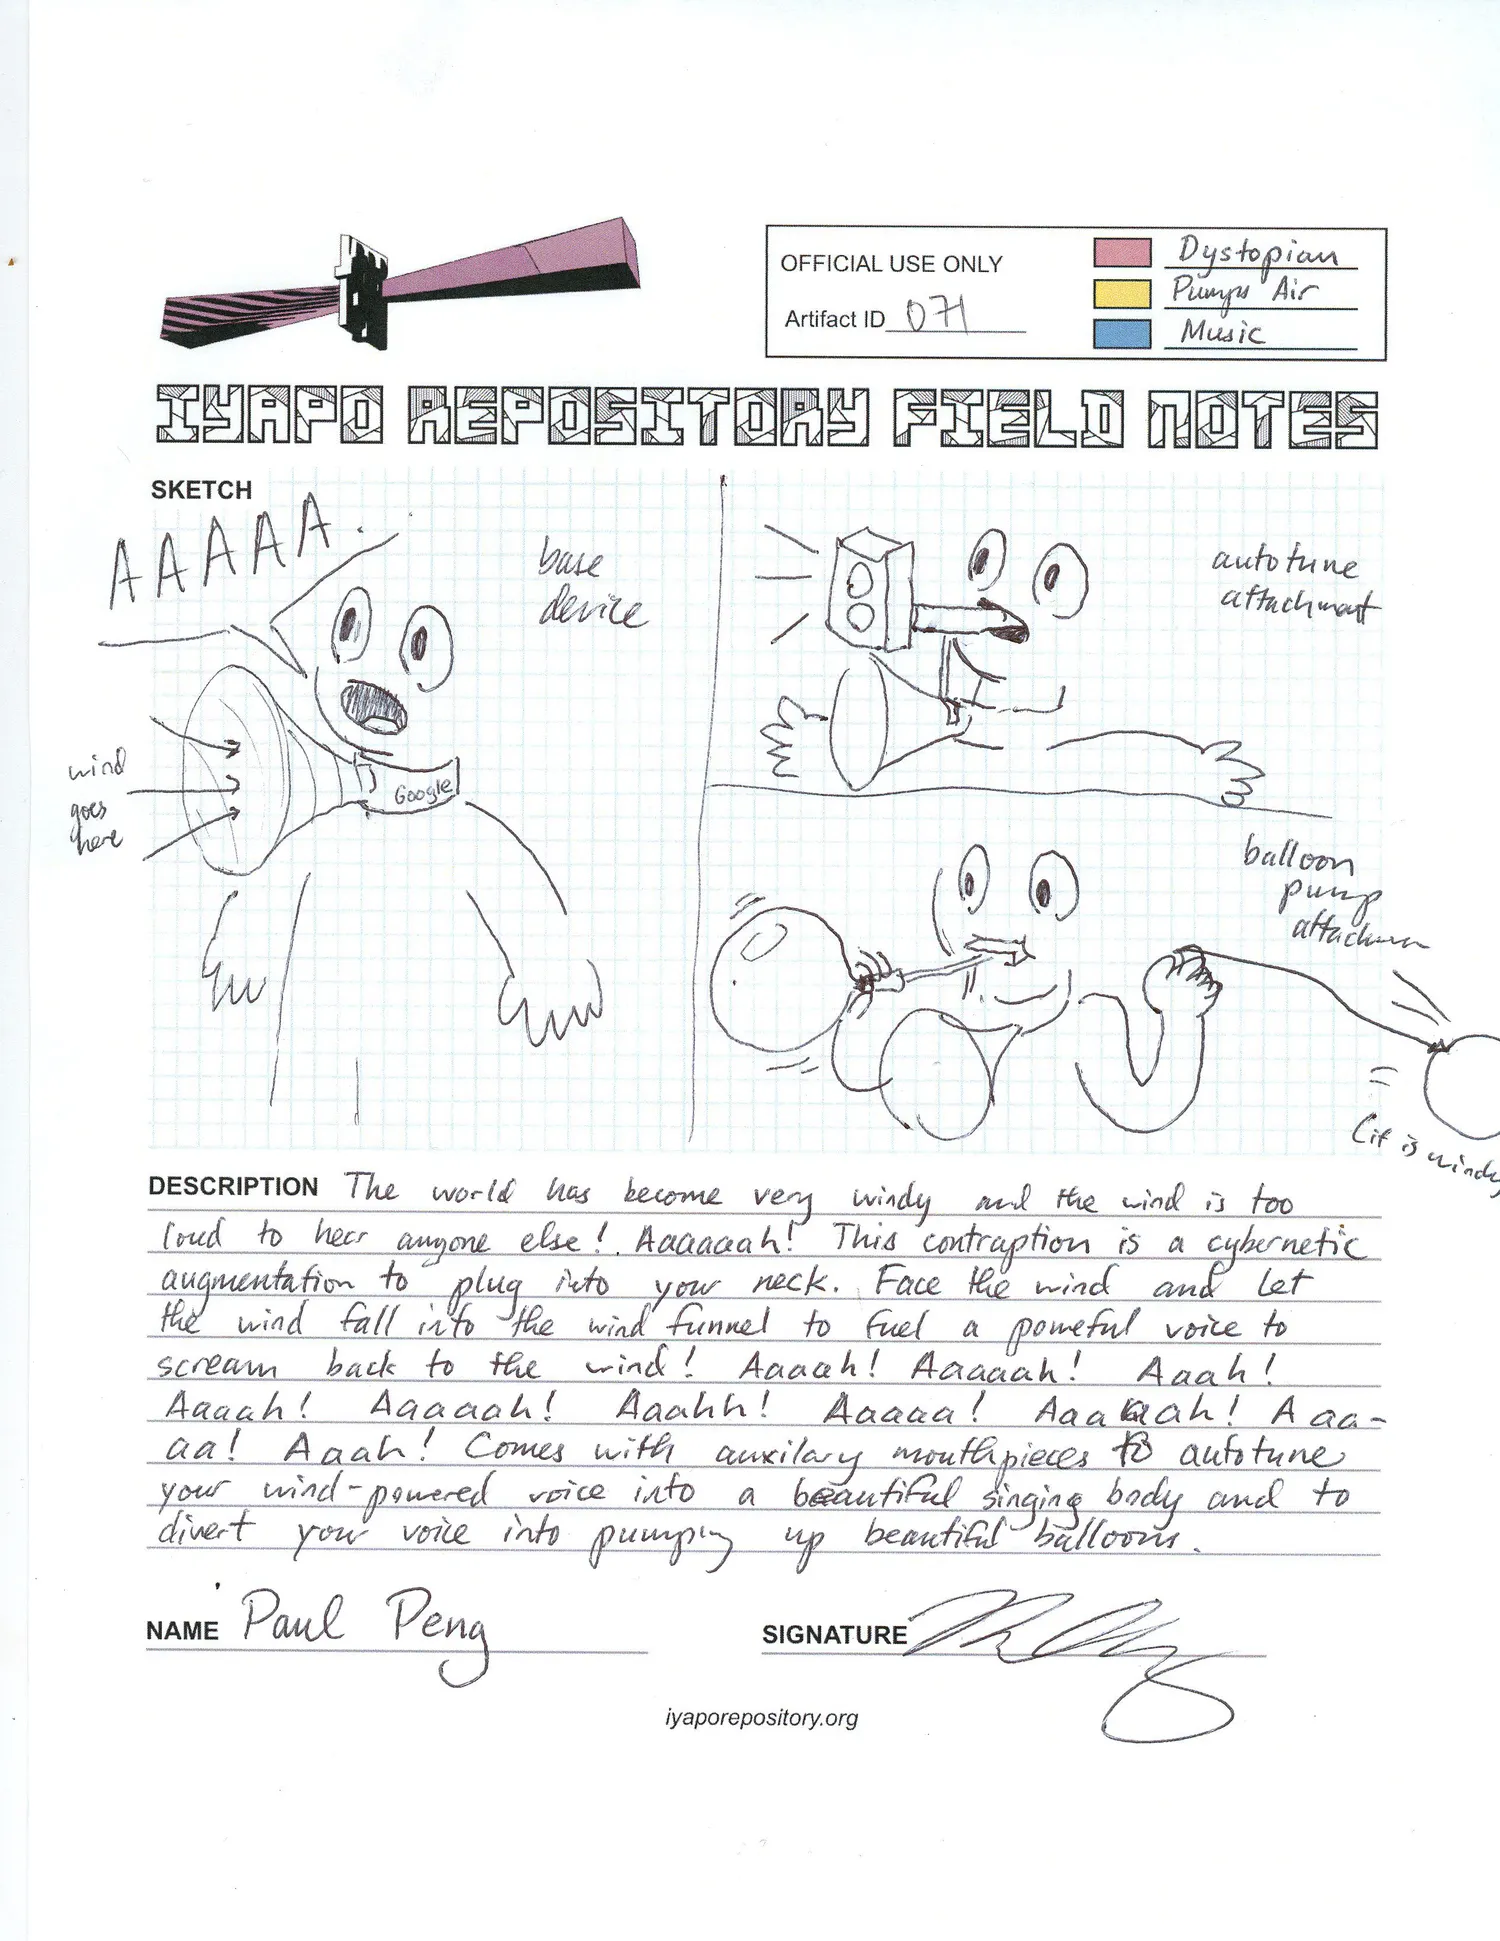 OFFICIAL USE ONLY
Artifact ID 071
Dystopian
Pumps Air
Music
IYAPO REPOSITORY FIELD NOTES
SKETCH
AAAAA
base
device
wind
goes
here
Google
autotune
attachment
balloon
pump
attachmen
(it is windy
DESCRIPTION The world has become very windy and the wind is too
loud to hear anyone else! Aaaaaah! This contraption is a cybernetic
augmentation to plug into your neck. Face the wind and let
the wind fall into the wind funnel to fuel a poweful voice to
scream back to the wind! Aaaah! Aaaaah! Aaah!
Aaaah! Aaaaah! Aaahh! Aaaaa! Aaaaah! Aaa-
aa! Aaah! Comes with auxilary mouthpieces to autotune
your wind-powered voice into a beautiful singing body and to
divert your voice into pumping up beautiful balloons.
NAME Paul Peng
SIGNATURE
iyaporepository.org